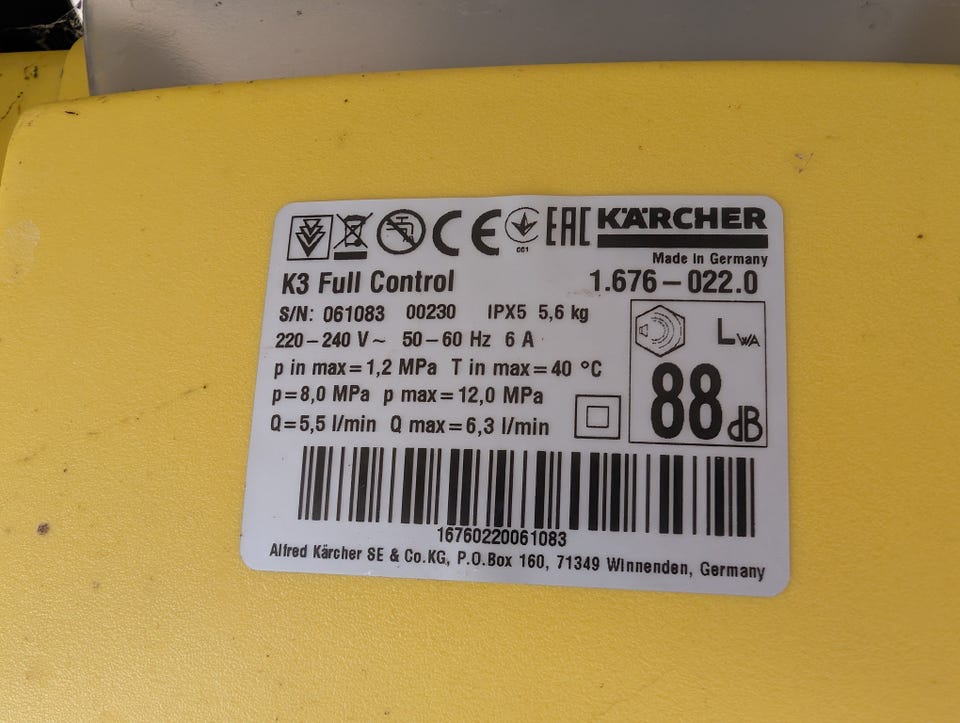 CE 001 EAC KÄRCHER
Made in Germany
K3 Full Control 1.676-022.0
S/N: 061083 00230 IPX5 5,6 kg
220-240 V~ 50-60 Hz 6 A
p in max=1,2 MPa T in max=40 °C
p=8,0 MPa p max=12,0 MPa
Q=5,5 l/min Q max=6,3 l/min
LWA
88 dB
16760220061083
Alfred Kärcher SE & Co.KG, P.O.Box 160, 71349 Winnenden, Germany